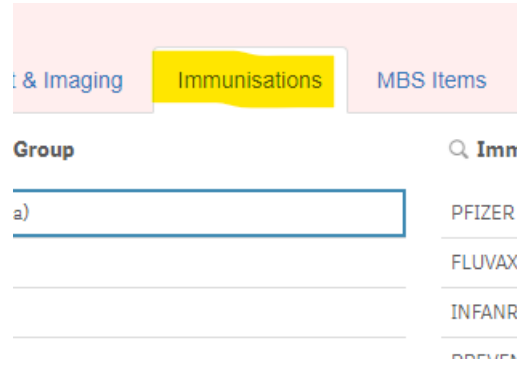 & Imaging Immunisations MBS Items
Group Imm
a) PFIZER
FLUVAX
INFANR